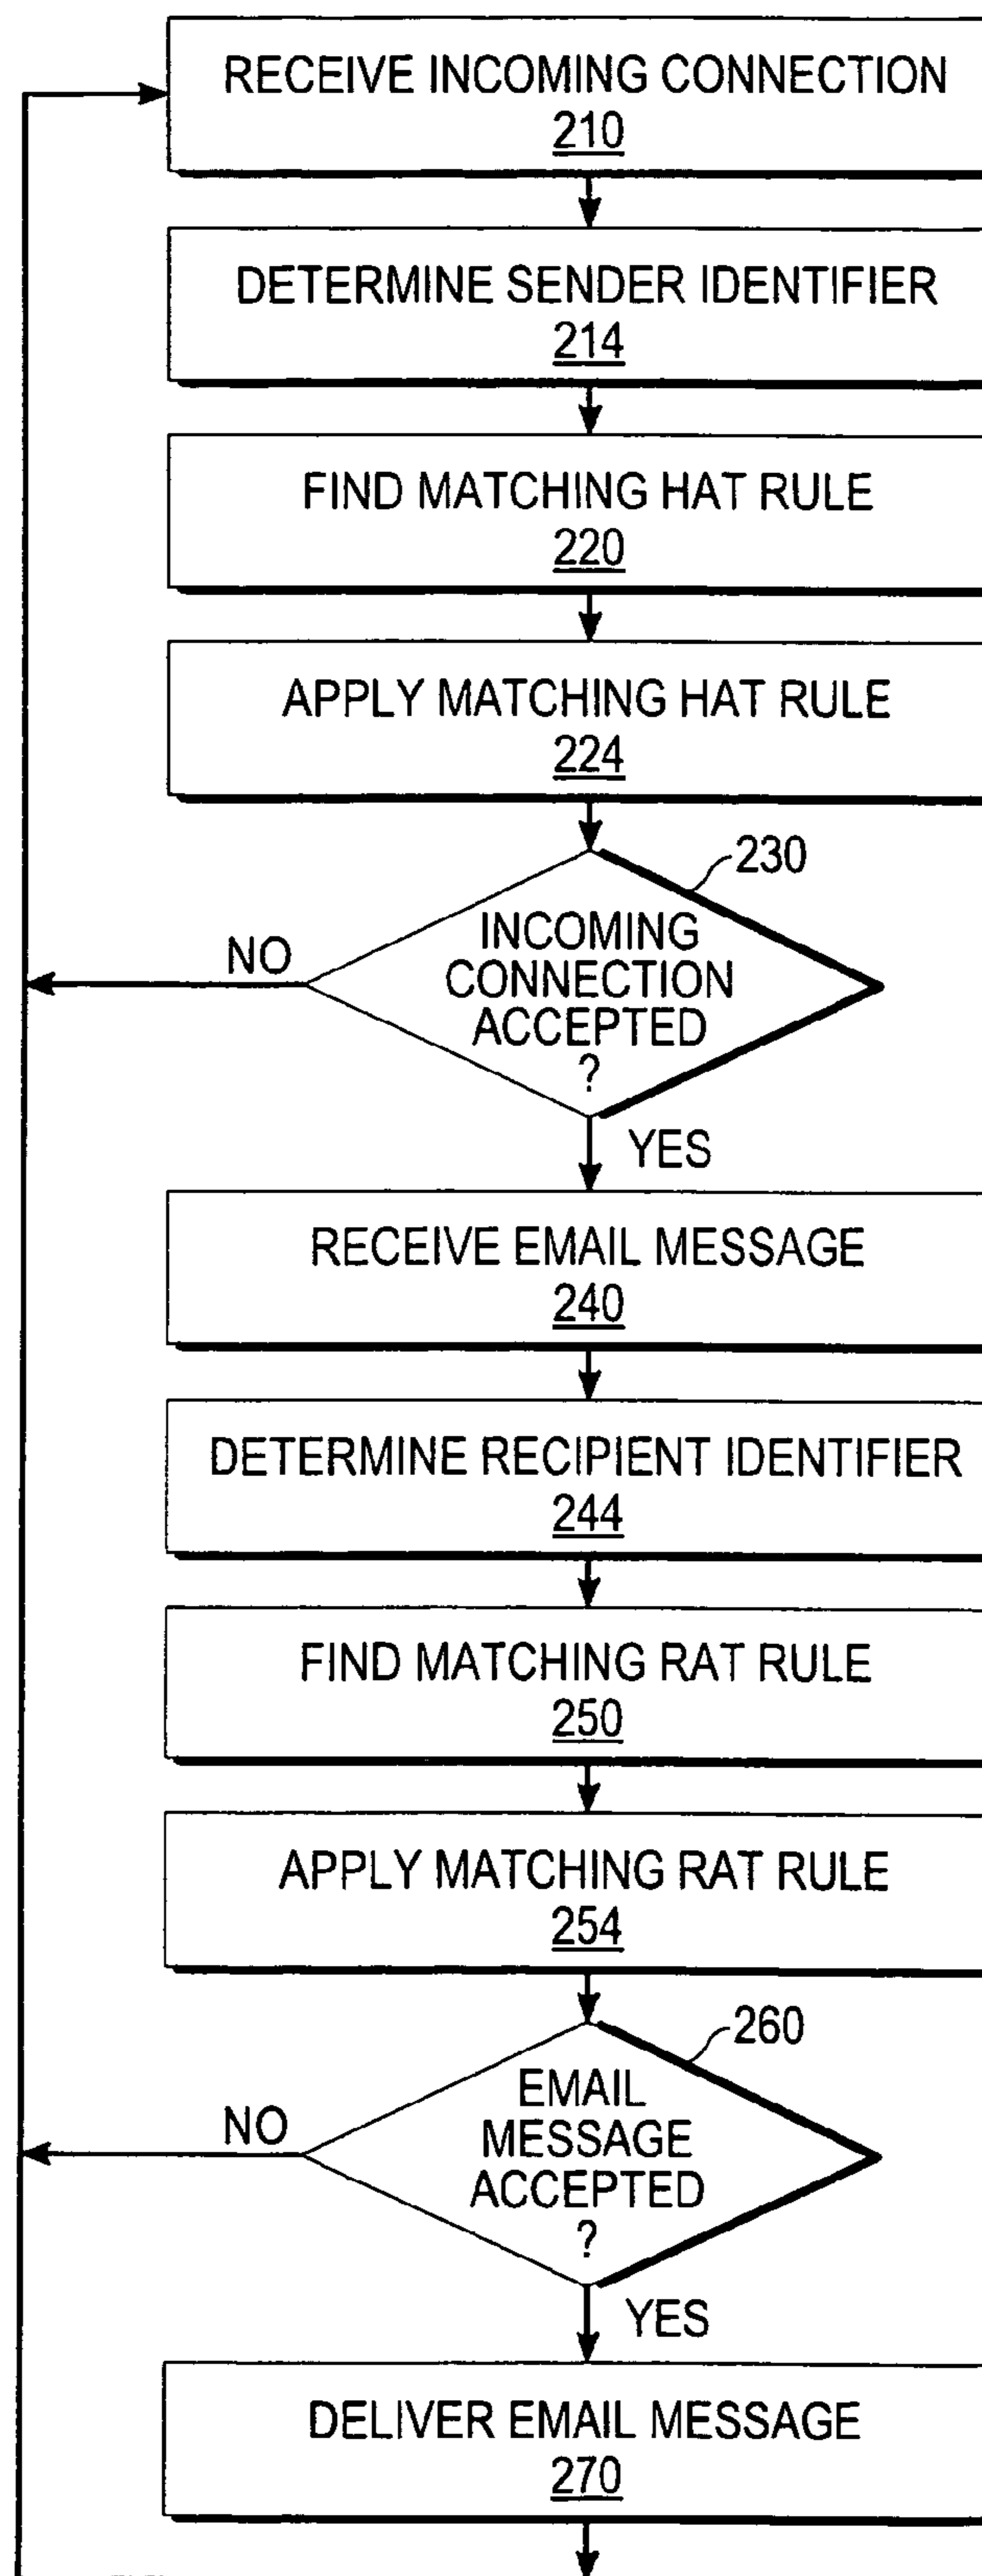 RECEIVE INCOMING CONNECTION
210
DETERMINE SENDER IDENTIFIER
214
FIND MATCHING HAT RULE
220
APPLY MATCHING HAT RULE
224
230
INCOMING
CONNECTION
ACCEPTED
?
NO
YES
RECEIVE EMAIL MESSAGE
240
DETERMINE RECIPIENT IDENTIFIER
244
FIND MATCHING RAT RULE
250
APPLY MATCHING RAT RULE
254
260
EMAIL
MESSAGE
ACCEPTED
?
NO
YES
DELIVER EMAIL MESSAGE
270